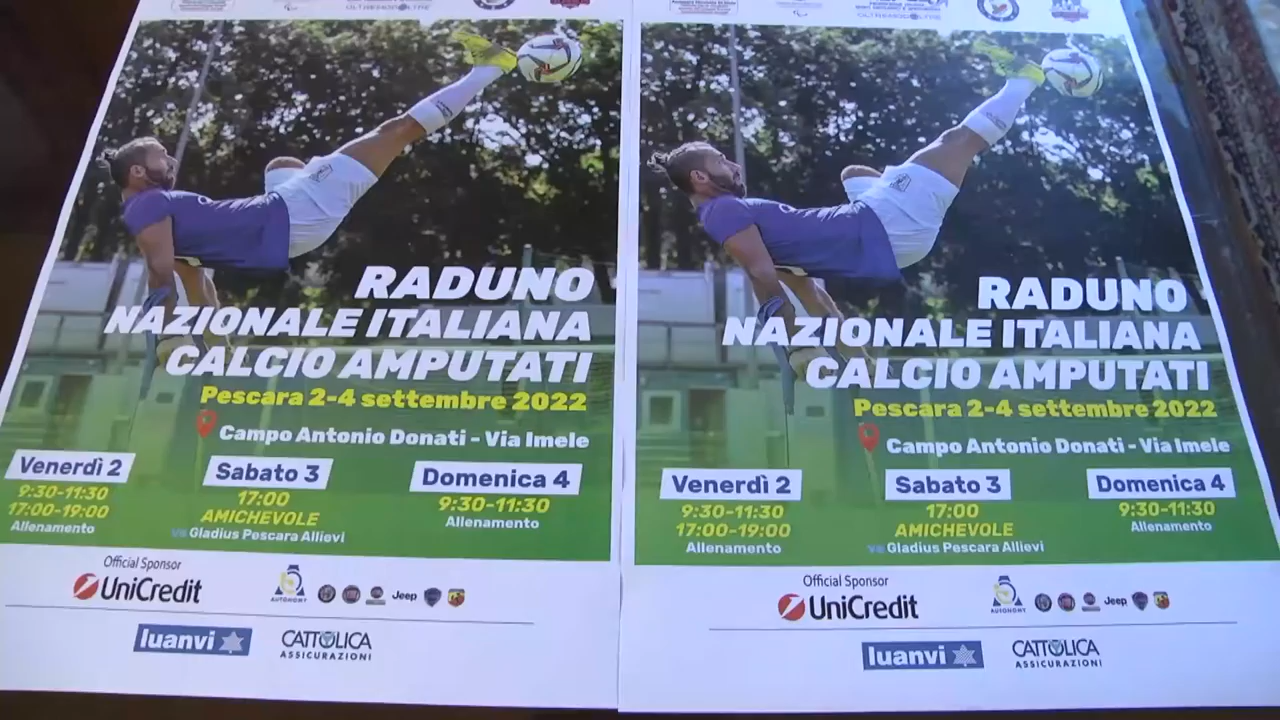 OLTREMODOLTRE
RADUNO
NAZIONALE ITALIANA
CALCIO AMPUTATI
Pescara 2-4 settembre 2022
Campo Antonio Donati - Via Imele
Venerdì 2
9:30-11:30
17:00-19:00
Allenamento
Sabato 3
17:00
AMICHEVOLE
vs Gladius Pescara Allievi
Domenica 4
9:30-11:30
Allenamento
Official Sponsor
UniCredit
AUTONOMY
Jeep
luanvi
CATTOLICA
ASSICURAZIONI
OLTREMODOLTRE
RADUNO
NAZIONALE ITALIANA
CALCIO AMPUTATI
Pescara 2-4 settembre 2022
Campo Antonio Donati - Via Imele
Venerdì 2
9:30-11:30
17:00-19:00
Allenamento
Sabato 3
17:00
AMICHEVOLE
vs Gladius Pescara Allievi
Domenica 4
9:30-11:30
Allenamento
Official Sponsor
UniCredit
AUTONOMY
Jeep
luanvi
CATTOLICA
ASSICURAZIONI